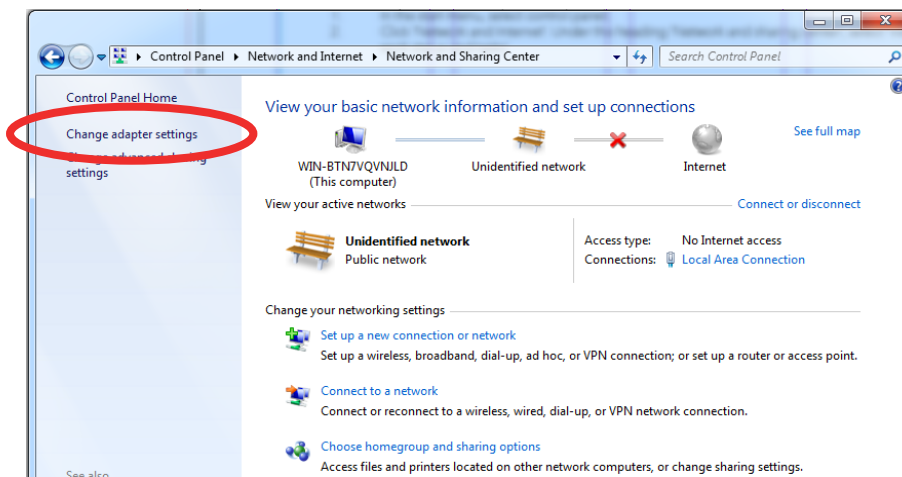 Control Panel Network and Internet Network and Sharing Center Search Control Panel
Control Panel Home
Change adapter settings
settings
View your basic network information and set up connections
See full map
WIN-BTN7VQVNJLD
(This computer)
Unidentified network
Internet
View your active networks
Connect or disconnect
Unidentified network
Public network
Access type: No Internet access
Connections: Local Area Connection
Change your networking settings
Set up a new connection or network
Set up a wireless, broadband, dial-up, ad hoc, or VPN connection; or set up a router or access point.
Connect to a network
Connect or reconnect to a wireless, wired, dial-up, or VPN network connection.
Choose homegroup and sharing options
Access files and printers located on other network computers, or change sharing settings.
See also